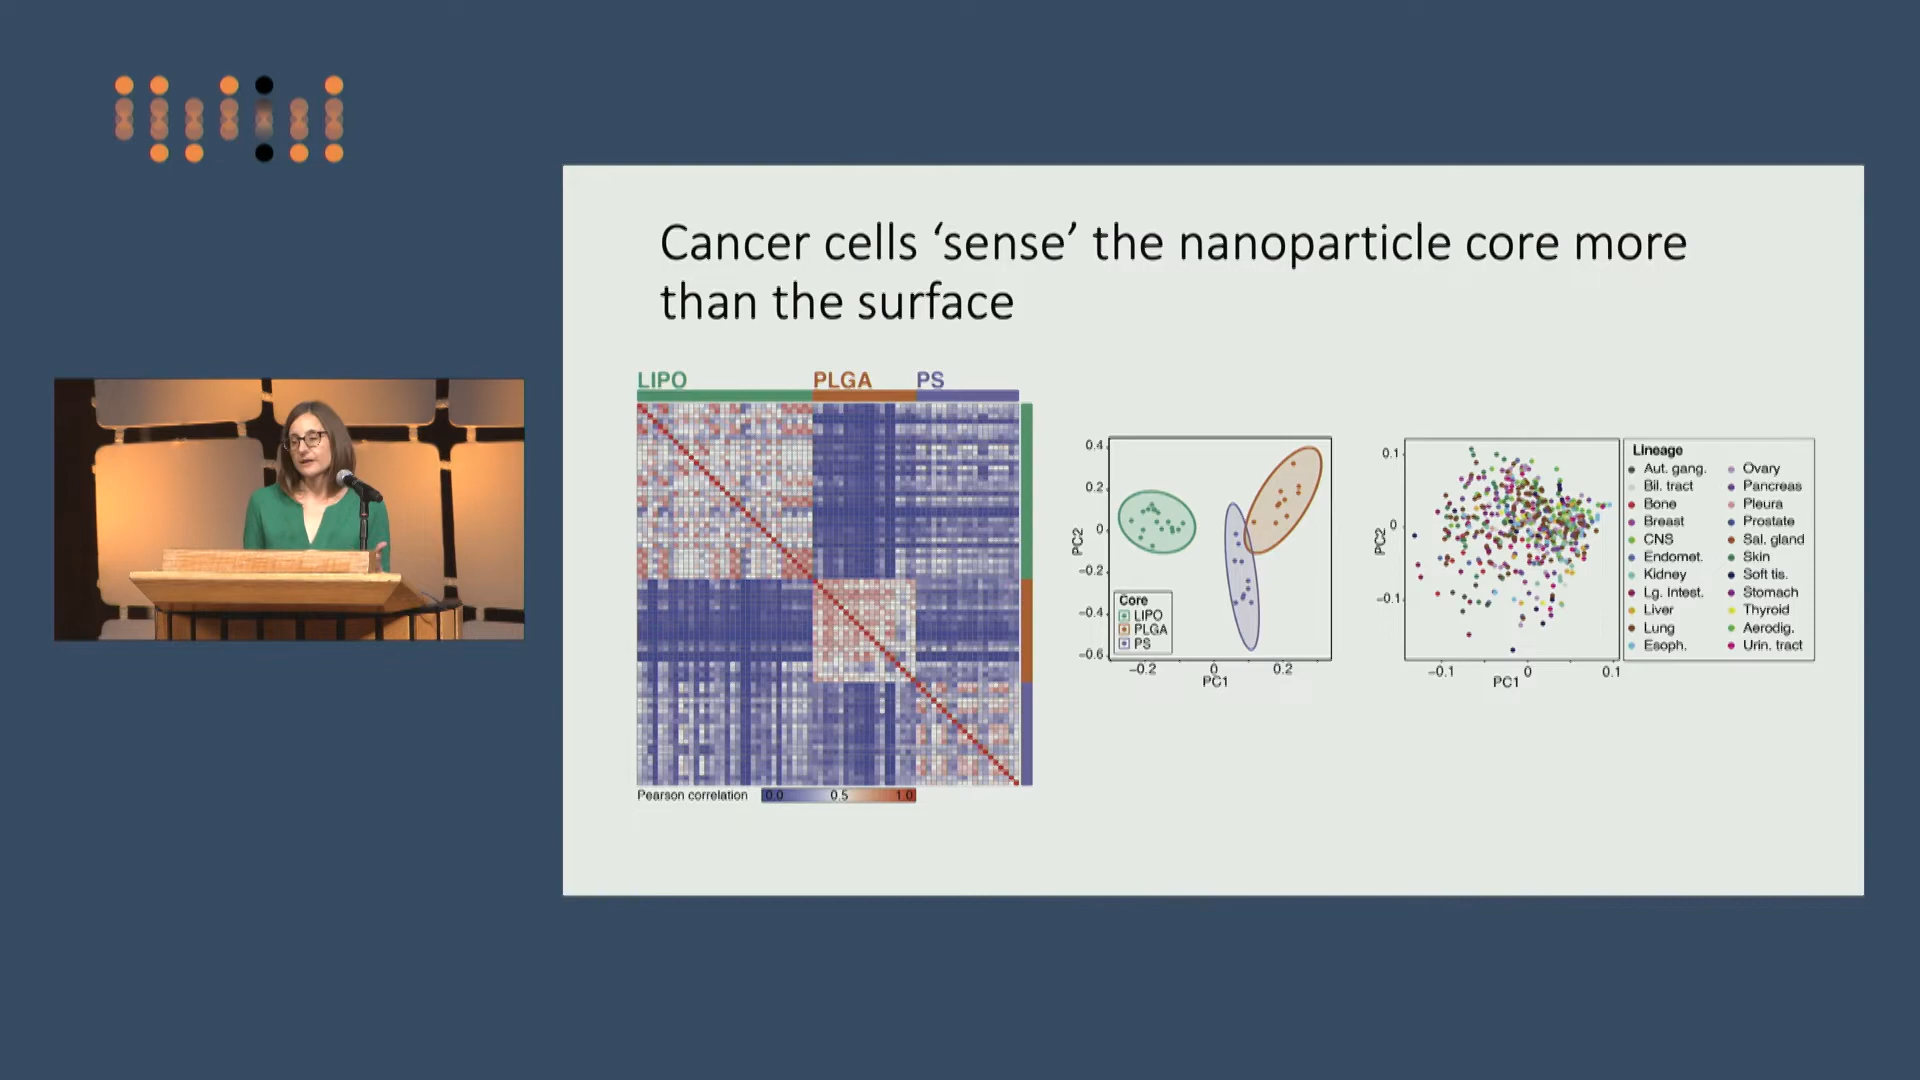 Cancer cells ‘sense’ the nanoparticle core more
than the surface
LIPO PLGA PS
Pearson correlation 0.0 0.5 1.0
0.4
0.2
0
−0.2
−0.4
−0.6
PC2
Core
LIPO
PLGA
PS
−0.2 0 0.2
PC1
0.1
0
−0.1
PC2
−0.1 0 0.1
PC1
Lineage
Aut. gang. Ovary
Bil. tract Pancreas
Bone Pleura
Breast Prostate
CNS Sal. gland
Endomet. Skin
Kidney Soft tis.
Lg. Intest. Stomach
Liver Thyroid
Lung Aerodig.
Esoph. Urin. tract